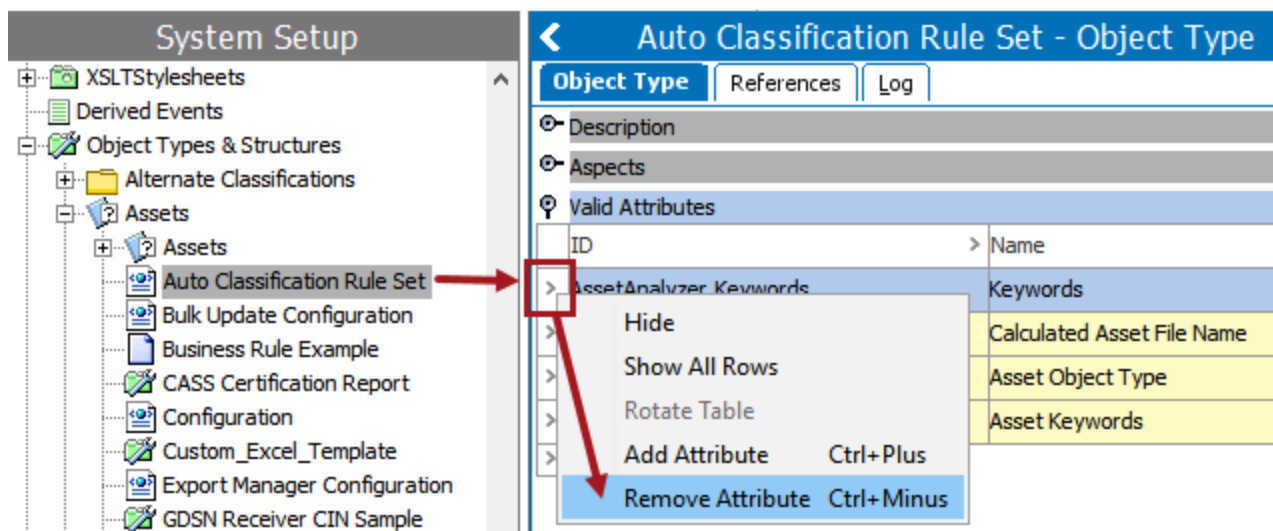 System Setup
XSLTStylesheets
Derived Events
Object Types & Structures
Alternate Classifications
Assets
Assets
Auto Classification Rule Set
Bulk Update Configuration
Business Rule Example
CASS Certification Report
Configuration
Custom_Excel_Template
Export Manager Configuration
GDSN Receiver CIN Sample
Auto Classification Rule Set - Object Type
Object Type References Log
Description
Aspects
Valid Attributes
ID > Name
> AssetAnalyzer Keywords Keywords
> Calculated Asset File Name
> Asset Object Type
> Asset Keywords
>
Hide
Show All Rows
Rotate Table
Add Attribute Ctrl+Plus
Remove Attribute Ctrl+Minus